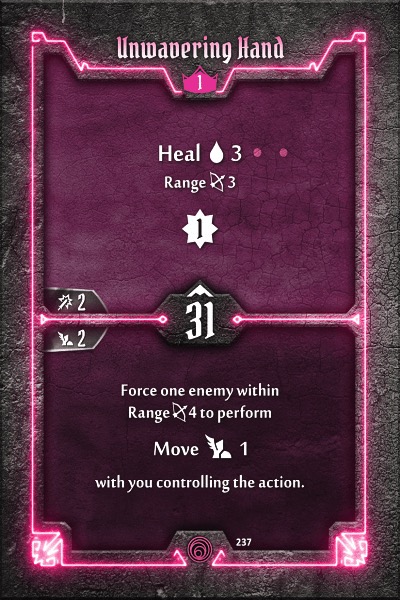 Unwavering Hand
1
Heal 3
Range 3
1
2
31
2
Force one enemy within
Range 4 to perform
Move 1
with you controlling the action.
237